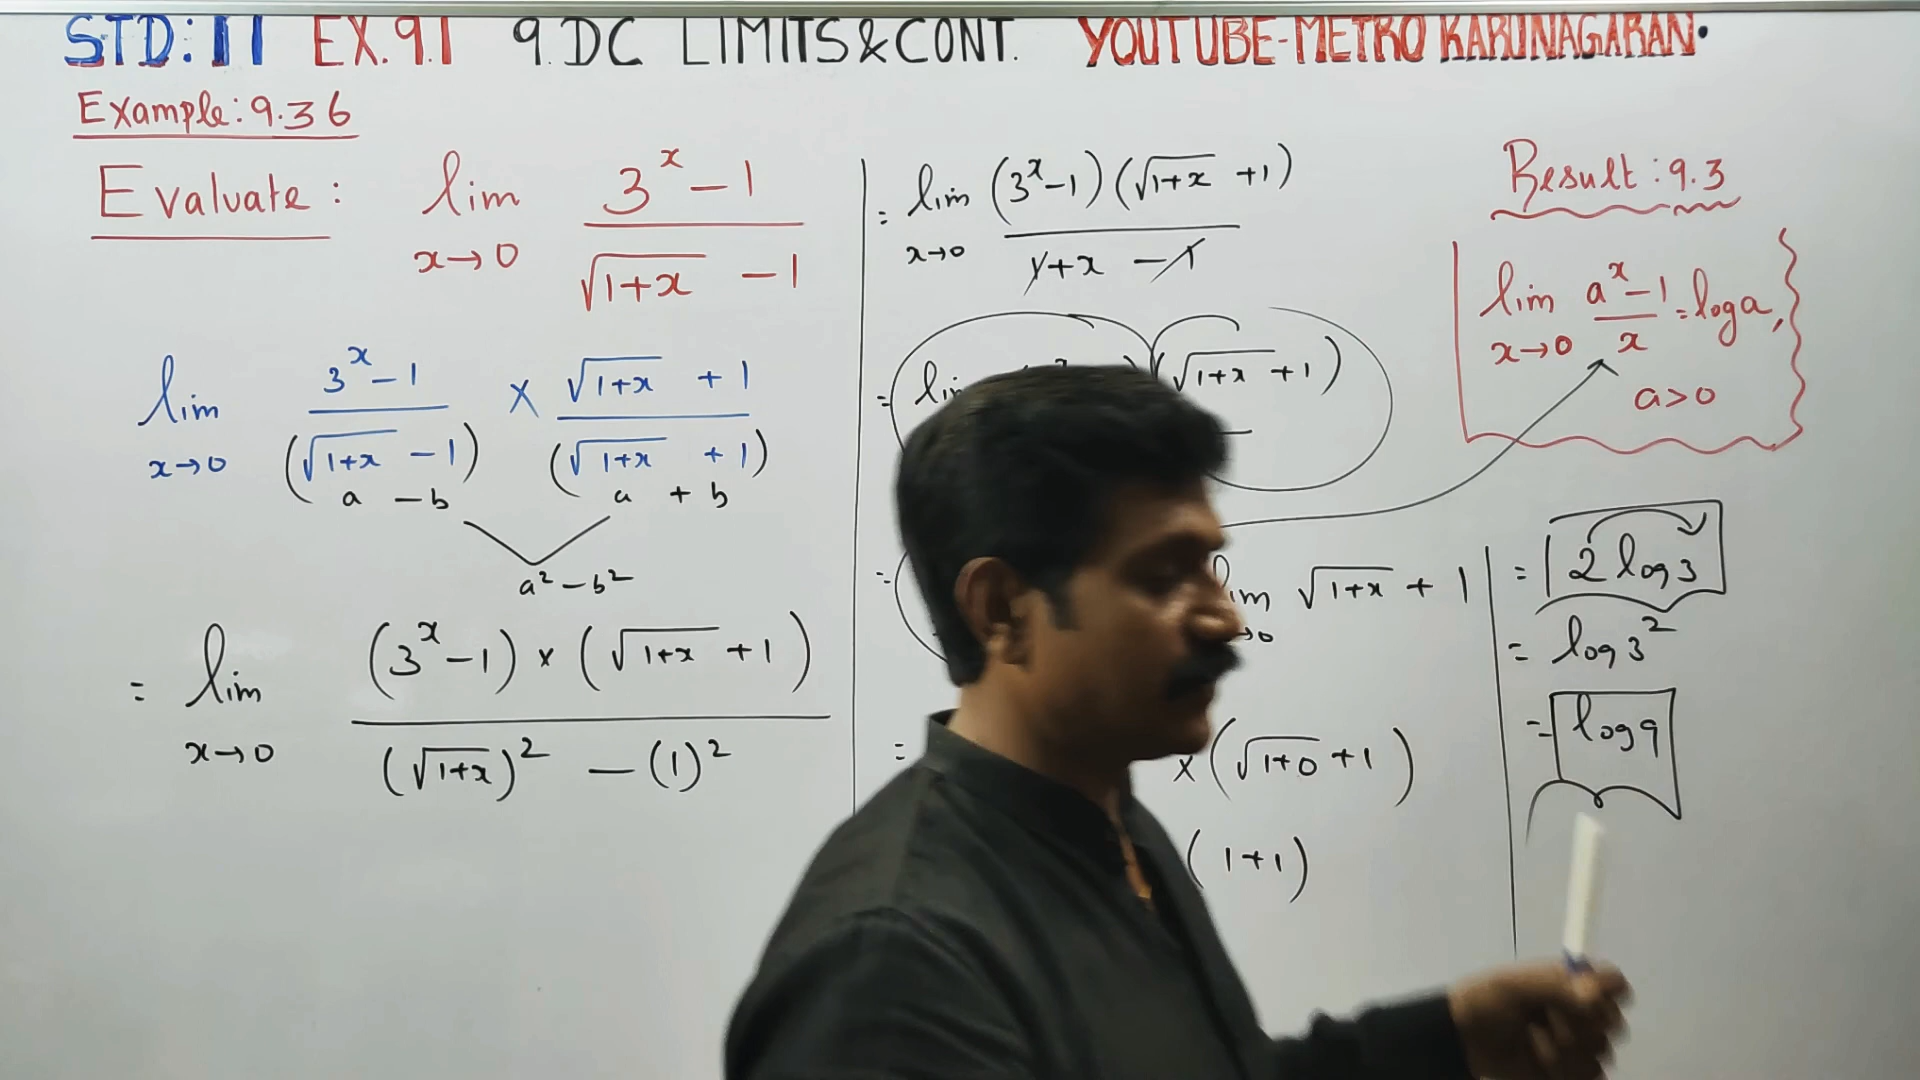 STD: 11 EX. 9.1 9. DC LIMITS & CONT. YOUTUBE-METRO KARUNAGARAN.
Example: 9.36
Evaluate: lim x→0 (3^x − 1) / (√(1+x) − 1)
lim x→0 (3^x − 1) / (√(1+x) − 1) × (√(1+x) + 1) / (√(1+x) + 1)
a − b a + b
a² − b²
= lim x→0 (3^x − 1) × (√(1+x) + 1) / (√(1+x))² − (1)²
= lim x→0 (3^x − 1)(√(1+x) + 1) / 1 + x − 1
= lim (√(1+x) + 1)
= √(1+x) + 1
= × (√(1+0) + 1)
(1+1)
Result: 9.3
lim x→0 (a^x − 1) / x = log a,
a > 0
= 2 log 3
= log 3²
= log 9